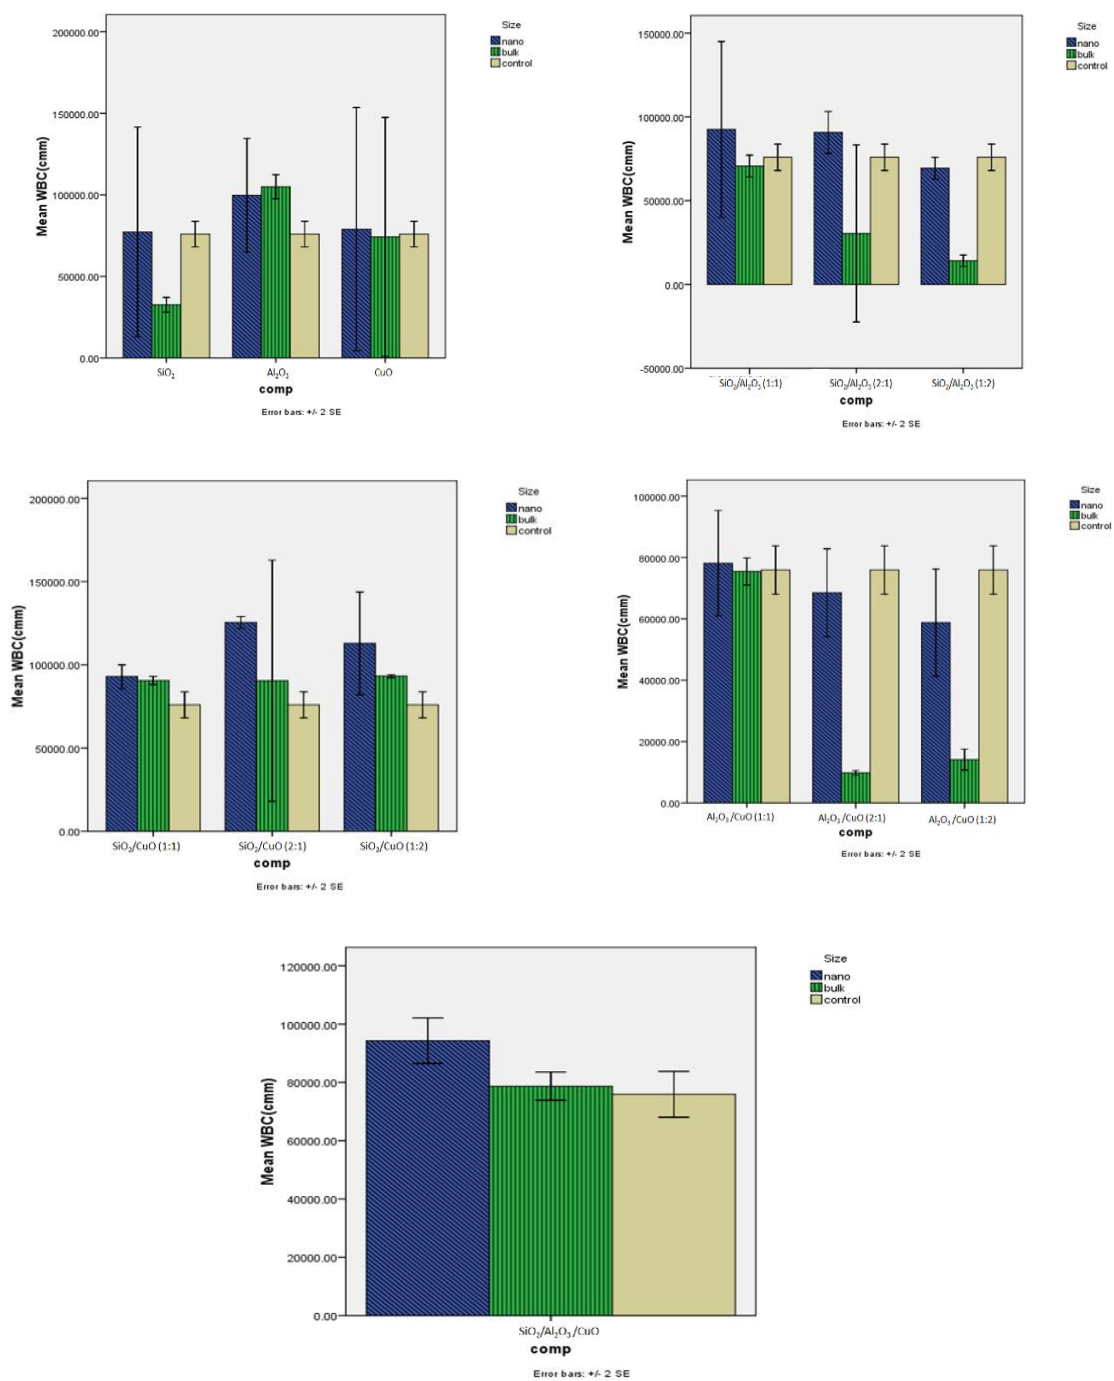 Size
nano
bulk
control
200000.00
150000.00
100000.00
50000.00
0.00
Mean WBC(cmm)
SiO₂ Al₂O₃ CuO
comp
Error bars: +/- 2 SE
Size
nano
bulk
control
150000.00
100000.00
50000.00
0.00
-50000.00
Mean WBC(cmm)
SiO₂/Al₂O₃ (1:1) SiO₂/Al₂O₃ (2:1) SiO₂/Al₂O₃ (1:2)
comp
Error bars: +/- 2 SE
Size
nano
bulk
control
200000.00
150000.00
100000.00
50000.00
0.00
Mean WBC(cmm)
SiO₂/CuO (1:1) SiO₂/CuO (2:1) SiO₂/CuO (1:2)
comp
Error bars: +/- 2 SE
Size
nano
bulk
control
100000.00
80000.00
60000.00
40000.00
20000.00
0.00
Mean WBC(cmm)
Al₂O₃/CuO (1:1) Al₂O₃/CuO (2:1) Al₂O₃/CuO (1:2)
comp
Error bars: +/- 2 SE
Size
nano
bulk
control
120000.00
100000.00
80000.00
60000.00
40000.00
20000.00
0.00
Mean WBC(cmm)
SiO₂/Al₂O₃/CuO
comp
Error bars: +/- 2 SE